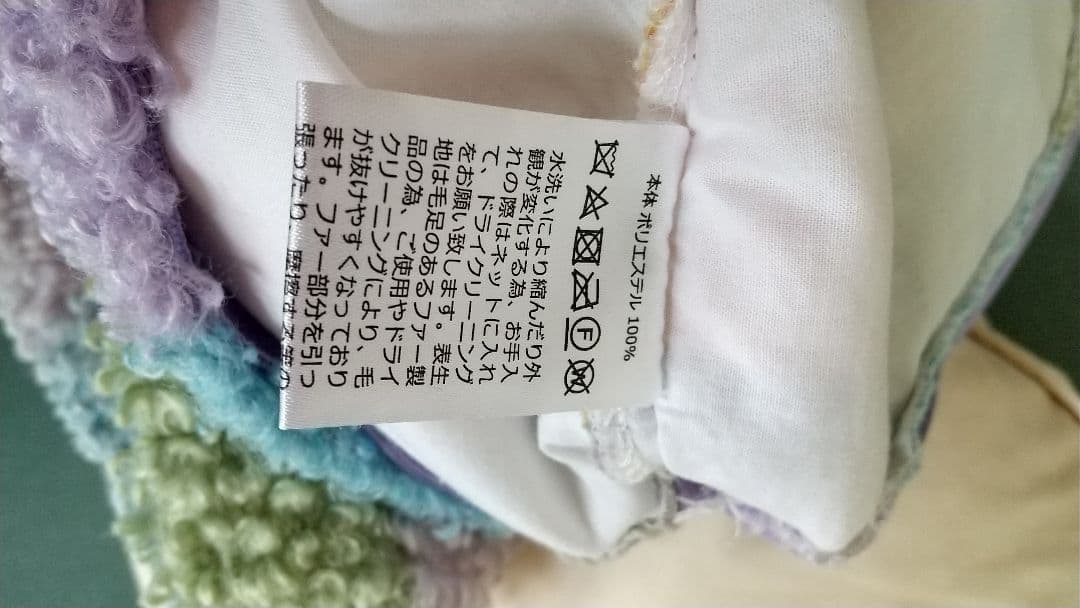 本体 ポリエステル 100%
F
W
水洗いにより縮んだり外
観が変化する為、お手入
れの際はネットに入れ
て、ドライクリーニング
をお願い致します。表生
地は毛足のあるファー製
品の為、ご使用やドライ
クリーニングにより、毛
が抜けやすくなっており
ます。ファー部分を引っ
張ったり、摩擦する等の